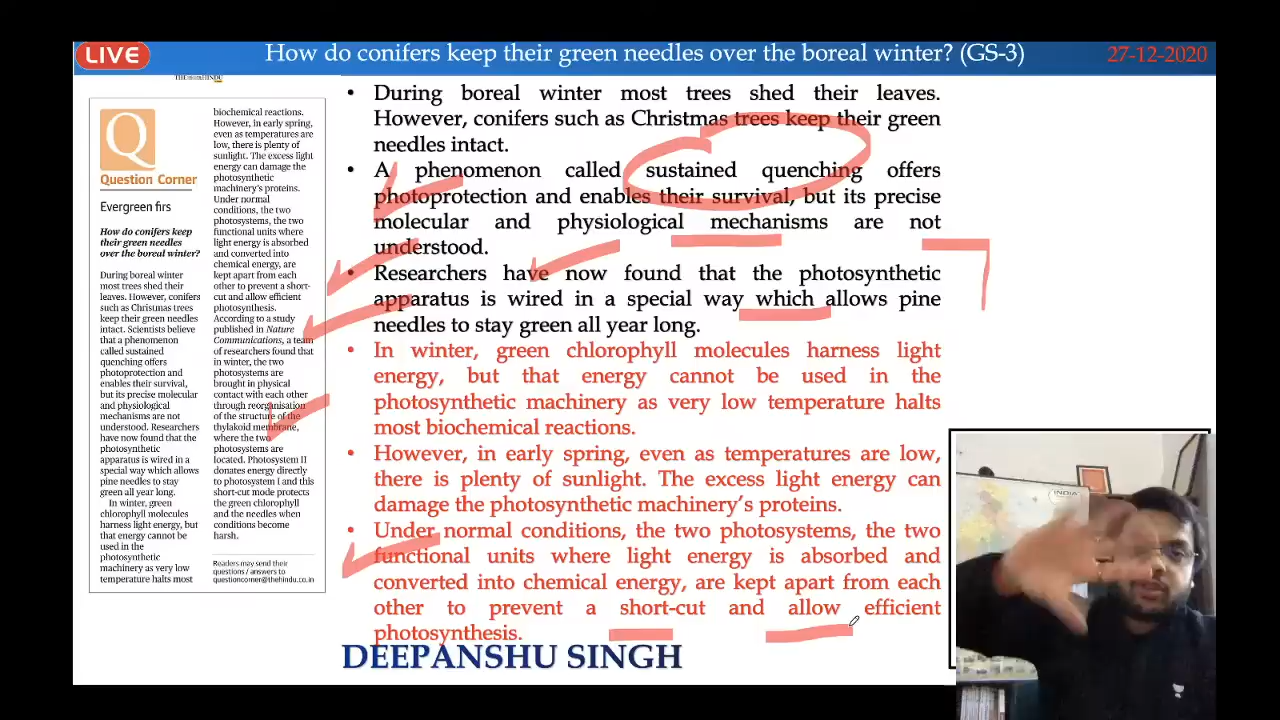 LIVE
How do conifers keep their green needles over the boreal winter? (GS-3)
27-12-2020
THE HINDU
Q
Question Corner
Evergreen firs
How do conifers keep
their green needles
over the boreal winter?
During boreal winter
most trees shed their
leaves. However, conifers
such as Christmas trees
keep their green needles
intact. Scientists believe
that a phenomenon
called sustained
quenching offers
photoprotection and
enables their survival,
but its precise molecular
and physiological
mechanisms are not
understood. Researchers
have now found that the
photosynthetic
apparatus is wired in a
special way which allows
pine needles to stay
green all year long.
In winter, green
chlorophyll molecules
harness light energy, but
that energy cannot be
used in the
photosynthetic
machinery as very low
temperature halts most
biochemical reactions.
However, in early spring,
even as temperatures are
low, there is plenty of
sunlight. The excess light
energy can damage the
photosynthetic
machinery's proteins.
Under normal
conditions, the two
photosystems, the two
functional units where
light energy is absorbed
and converted into
chemical energy, are
kept apart from each
other to prevent a short-
cut and allow efficient
photosynthesis.
According to a study
published in Nature
Communications, a team
of researchers found that
in winter, the two
photosystems are
brought in physical
contact with each other
through reorganisation
of the structure of the
thylakoid membrane,
where the two
photosystems are
located. Photosystem II
donates energy directly
to photosystem I and this
short-cut mode protects
the green chlorophyll
and the needles when
conditions become
harsh.
Readers may send their
questions / answers to
questioncorner@thehindu.co.in
• During boreal winter most trees shed their leaves.
However, conifers such as Christmas trees keep their green
needles intact.
• A phenomenon called sustained quenching offers
photoprotection and enables their survival, but its precise
molecular and physiological mechanisms are not
understood.
• Researchers have now found that the photosynthetic
apparatus is wired in a special way which allows pine
needles to stay green all year long.
• In winter, green chlorophyll molecules harness light
energy, but that energy cannot be used in the
photosynthetic machinery as very low temperature halts
most biochemical reactions.
• However, in early spring, even as temperatures are low,
there is plenty of sunlight. The excess light energy can
damage the photosynthetic machinery's proteins.
• Under normal conditions, the two photosystems, the two
functional units where light energy is absorbed and
converted into chemical energy, are kept apart from each
other to prevent a short-cut and allow efficient
photosynthesis.
DEEPANSHU SINGH
INDIA